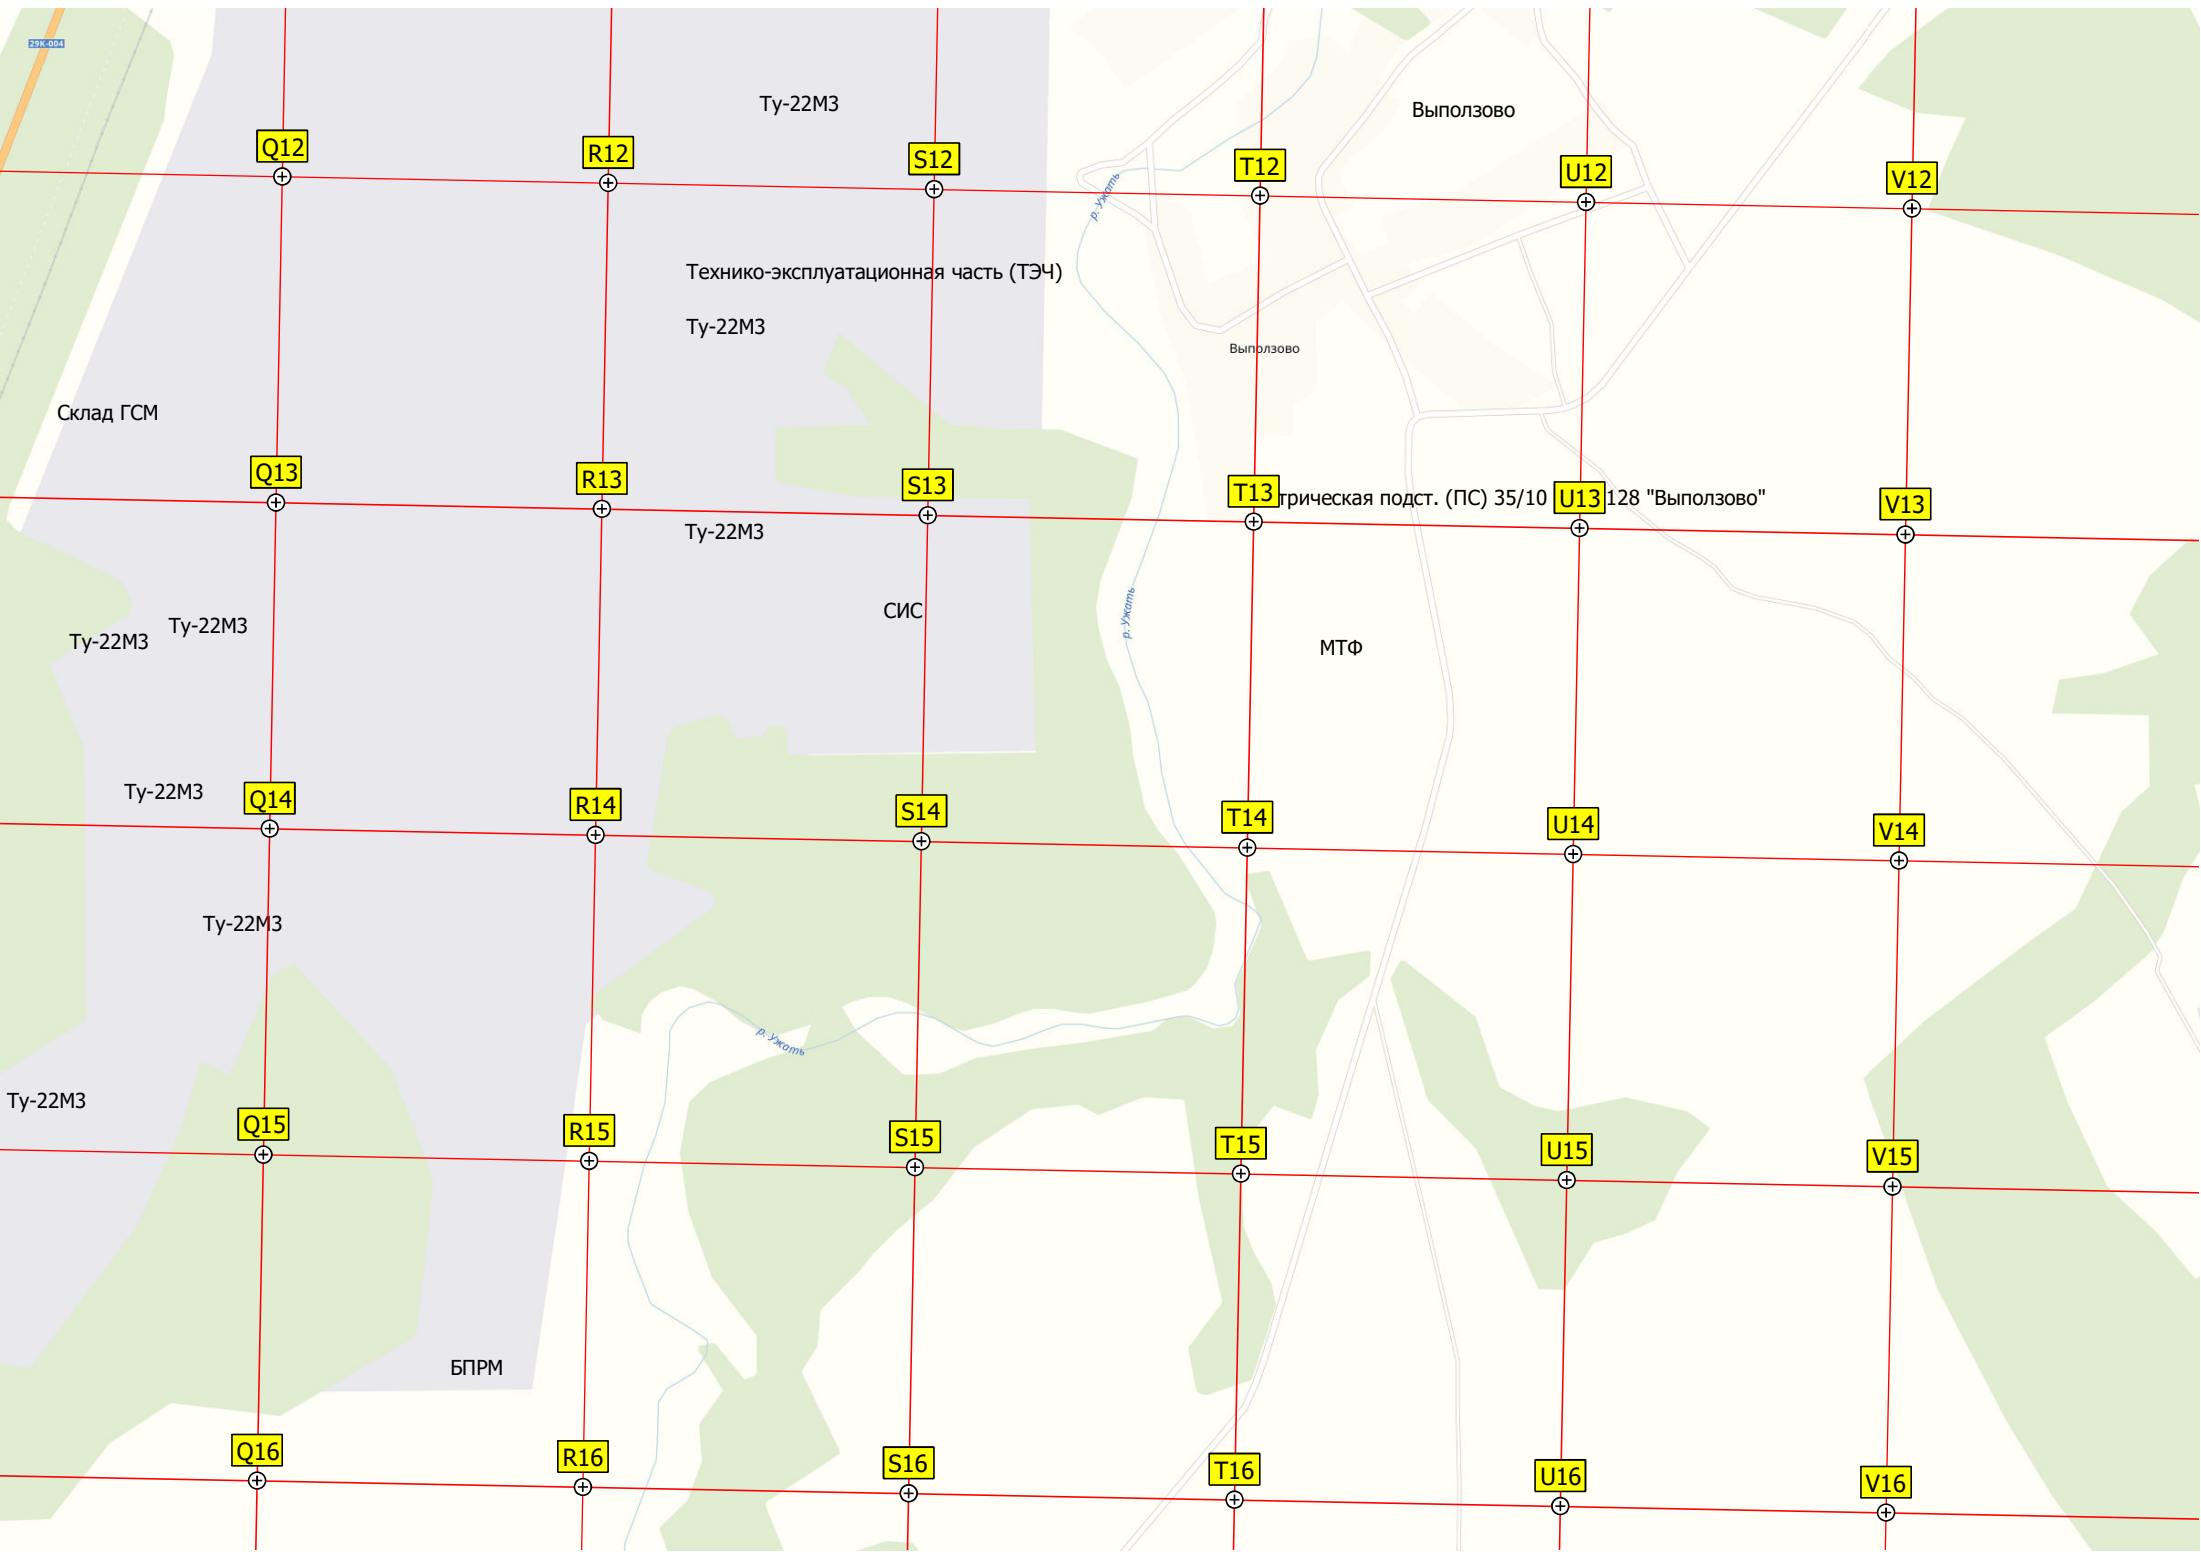 29К-004
Ту-22М3
Выползово
Q12
R12
S12
T12
U12
V12
р. Ужать
Технико-эксплуатационная часть (ТЭЧ)
Ту-22М3
Выползово
Склад ГСМ
Q13
R13
S13
T13
трическая подст. (ПС) 35/10
U13
128 "Выползово"
V13
Ту-22М3
СИС
р. Ужать
Ту-22М3
Ту-22М3
МТФ
Ту-22М3
Q14
R14
S14
T14
U14
V14
Ту-22М3
р. Ужать
Ту-22М3
Q15
R15
S15
T15
U15
V15
БПРМ
Q16
R16
S16
T16
U16
V16